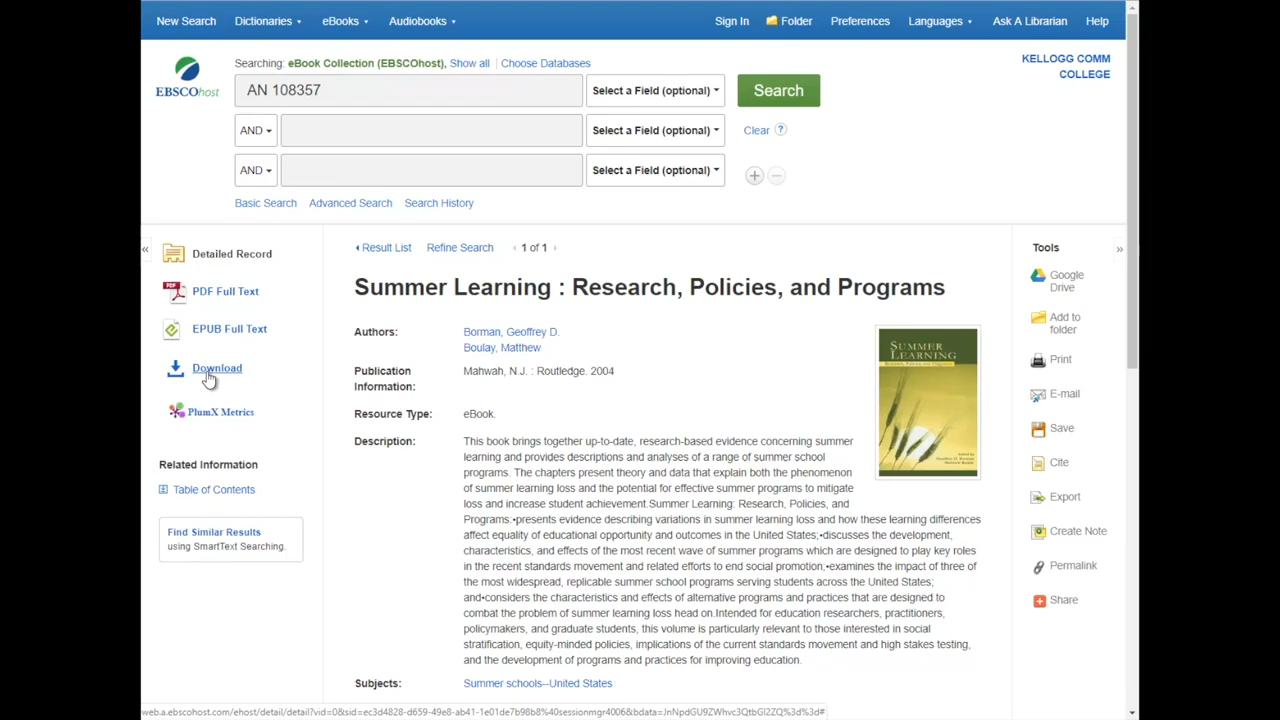 New Search Dictionaries eBooks Audiobooks Sign In Folder Preferences Languages Ask A Librarian Help
Searching: eBook Collection (EBSCOhost), Show all | Choose Databases
KELLOGG COMM
COLLEGE
EBSCOhost
AN 108357 Select a Field (optional) Search
AND Select a Field (optional) Clear ?
AND Select a Field (optional)
Basic Search Advanced Search Search History
« Detailed Record
PDF Full Text
EPUB Full Text
Download
PlumX Metrics
Related Information
Table of Contents
Find Similar Results
using SmartText Searching.
Result List Refine Search 1 of 1
Summer Learning : Research, Policies, and Programs
Authors: Borman, Geoffrey D.
Boulay, Matthew
Publication Information: Mahwah, N.J. : Routledge. 2004
Resource Type: eBook.
Description: This book brings together up-to-date, research-based evidence concerning summer
learning and provides descriptions and analyses of a range of summer school
programs. The chapters present theory and data that explain both the phenomenon
of summer learning loss and the potential for effective summer programs to mitigate
loss and increase student achievement.Summer Learning: Research, Policies, and
Programs:•presents evidence describing variations in summer learning loss and how these learning differences
affect equality of educational opportunity and outcomes in the United States;•discusses the development,
characteristics, and effects of the most recent wave of summer programs which are designed to play key roles
in the recent standards movement and related efforts to end social promotion;•examines the impact of three of
the most widespread, replicable summer school programs serving students across the United States;
and•considers the characteristics and effects of alternative programs and practices that are designed to
combat the problem of summer learning loss head on.Intended for education researchers, practitioners,
policymakers, and graduate students, this volume is particularly relevant to those interested in social
stratification, equity-minded policies, implications of the current standards movement and high stakes testing,
and the development of programs and practices for improving education.
Subjects: Summer schools--United States
SUMMER
LEARNING
Tools »
Google
Drive
Add to
folder
Print
E-mail
Save
Cite
Export
Create Note
Permalink
Share